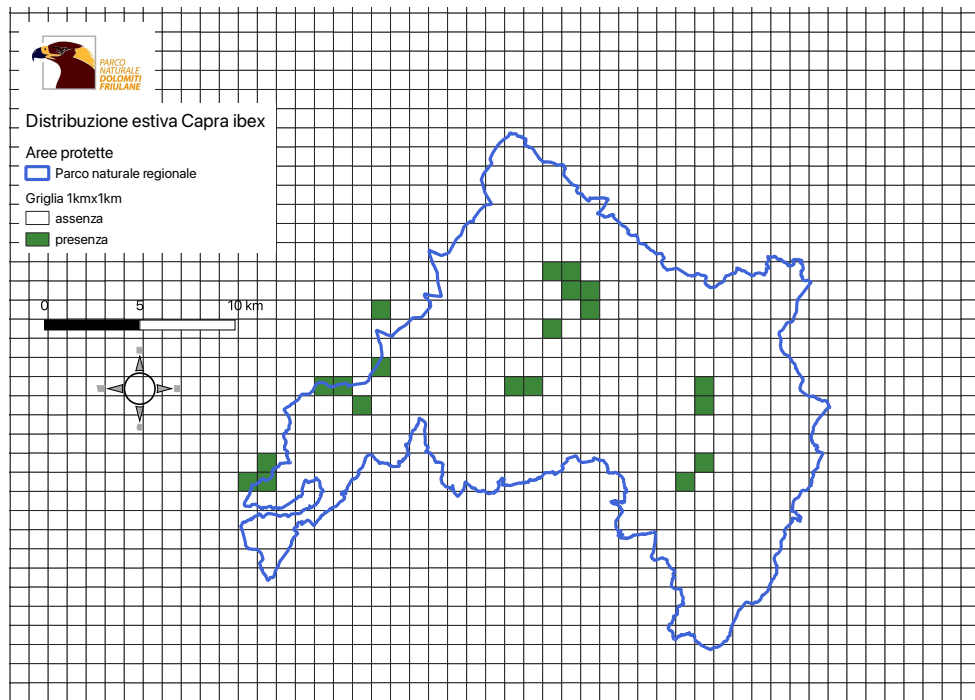 PARCO
NATURALE
DOLOMITI
FRIULANE
Distribuzione estiva Capra ibex
Aree protette
Parco naturale regionale
Griglia 1kmx1km
assenza
presenza
0 5 10 km